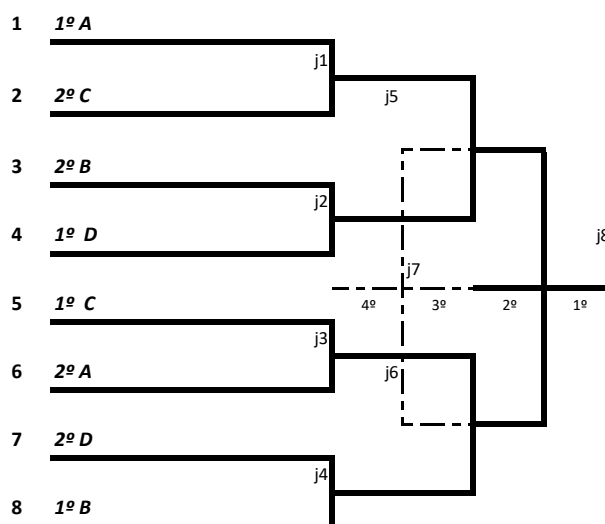 1 1º A
j1
2 2º C
j5
3 2º B
j2
4 1º D
j8
j7
5 1º C
4º 3º 2º 1º
j3
6 2º A
j6
7 2º D
j4
8 1º B